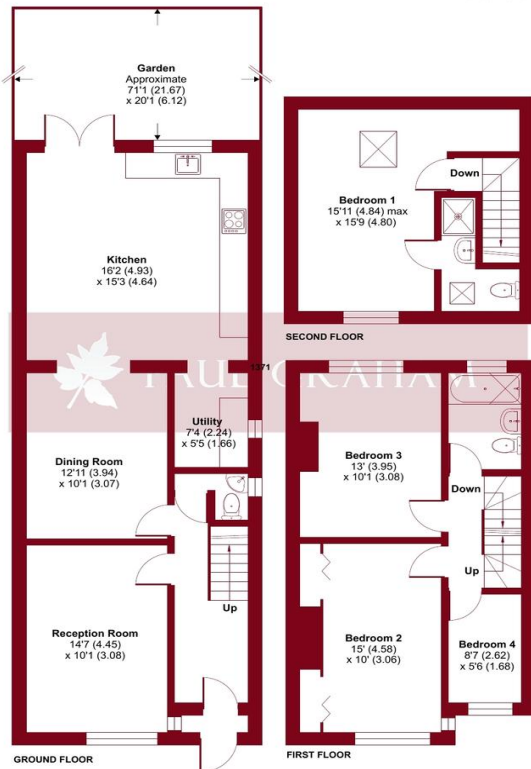 Garden
Approximate
71'1 (21.67)
x 20'1 (6.12)
Kitchen
16'2 (4.93)
x 15'3 (4.64)
Utility
7'4 (2.24)
x 5'5 (1.66)
Dining Room
12'11 (3.94)
x 10'1 (3.07)
Reception Room
14'7 (4.45)
x 10'1 (3.08)
Up
GROUND FLOOR
Bedroom 1
15'11 (4.84) max
x 15'9 (4.80)
Down
SECOND FLOOR
PAUL GRAHAM
1371
Bedroom 3
13' (3.95)
x 10'1 (3.08)
Down
Up
Bedroom 2
15' (4.58)
x 10' (3.06)
Bedroom 4
8'7 (2.62)
x 5'6 (1.68)
FIRST FLOOR